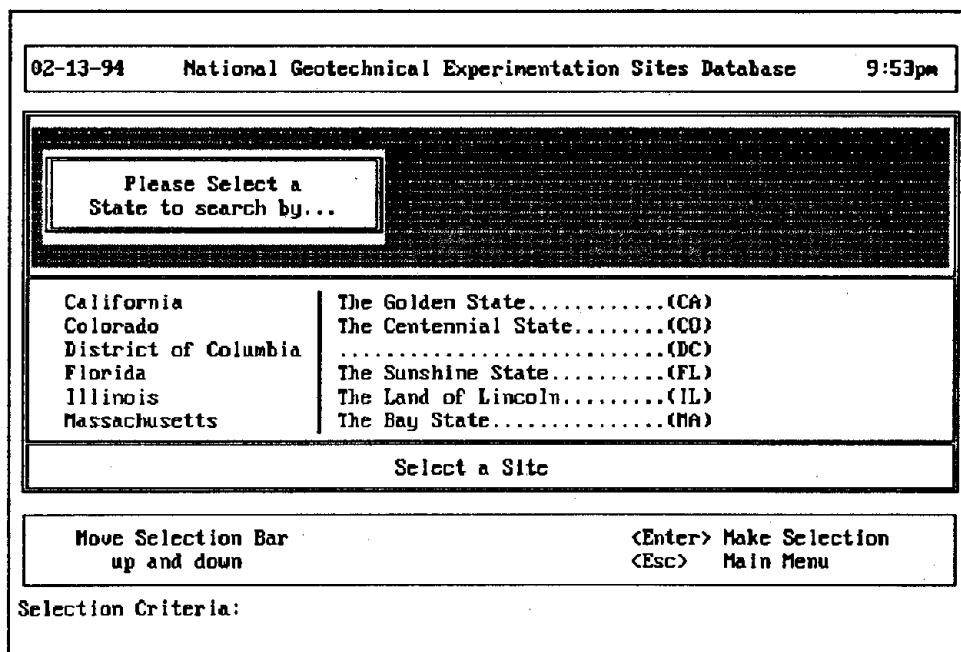 02-13-94 National Geotechnical Experimentation Sites Database 9:53pm
Please Select a
State to search by...
California The Golden State............(CA)
Colorado The Centennial State........(CO)
District of Columbia ............................(DC)
Florida The Sunshine State..........(FL)
Illinois The Land of Lincoln.........(IL)
Massachusetts The Bay State...............(MA)
Select a Site
Move Selection Bar <Enter> Make Selection
up and down <Esc> Main Menu
Selection Criteria: